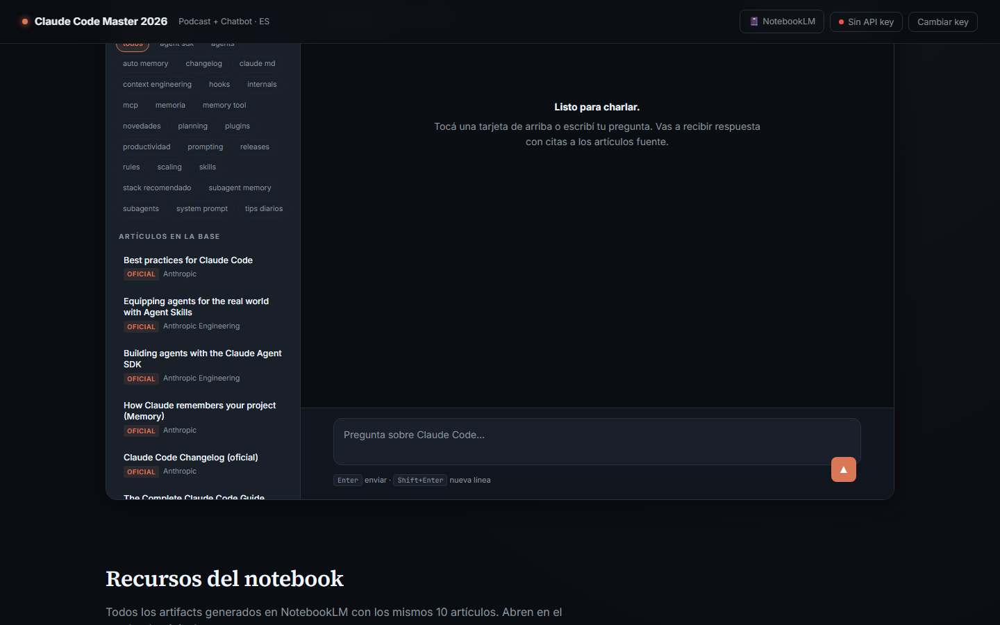 Claude Code Master 2026 Podcast + Chatbot · ES
NotebookLM
Sin API key
Cambiar key
todos agent sdk agents
auto memory changelog claude md
context engineering hooks internals
mcp memoria memory tool
novedades planning plugins
productividad prompting releases
rules scaling skills
stack recomendado subagent memory
subagents system prompt tips diarios
ARTÍCULOS EN LA BASE
Best practices for Claude Code
OFICIAL Anthropic
Equipping agents for the real world
with Agent Skills
OFICIAL Anthropic Engineering
Building agents with the Claude Agent
SDK
OFICIAL Anthropic Engineering
How Claude remembers your project
(Memory)
OFICIAL Anthropic
Claude Code Changelog (oficial)
OFICIAL Anthropic
The Complete Claude Code Guide
Listo para charlar.
Tocá una tarjeta de arriba o escribí tu pregunta. Vas a recibir respuesta
con citas a los artículos fuente.
Pregunta sobre Claude Code...
Enter enviar · Shift+Enter nueva línea
Recursos del notebook
Todos los artifacts generados en NotebookLM con los mismos 10 artículos. Abren en el